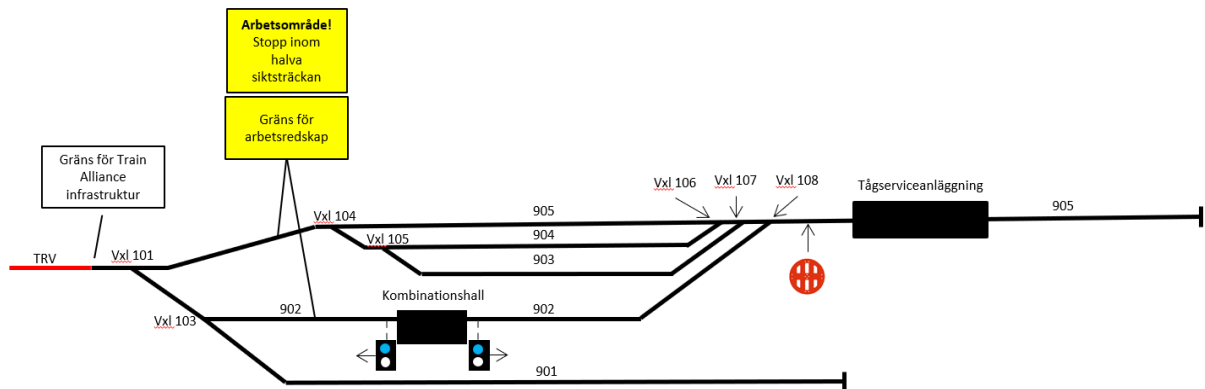 Arbetsområde!
Stopp inom
halva
siktsträckan
Gräns för
arbetsredskap
Gräns för Train
Alliance
infrastruktur
TRV
Vxl 101
Vxl 103
Vxl 104
Vxl 105
905
904
903
Vxl 106
Vxl 107
Vxl 108
Tågserviceanläggning
905
Kombinationshall
902
902
901